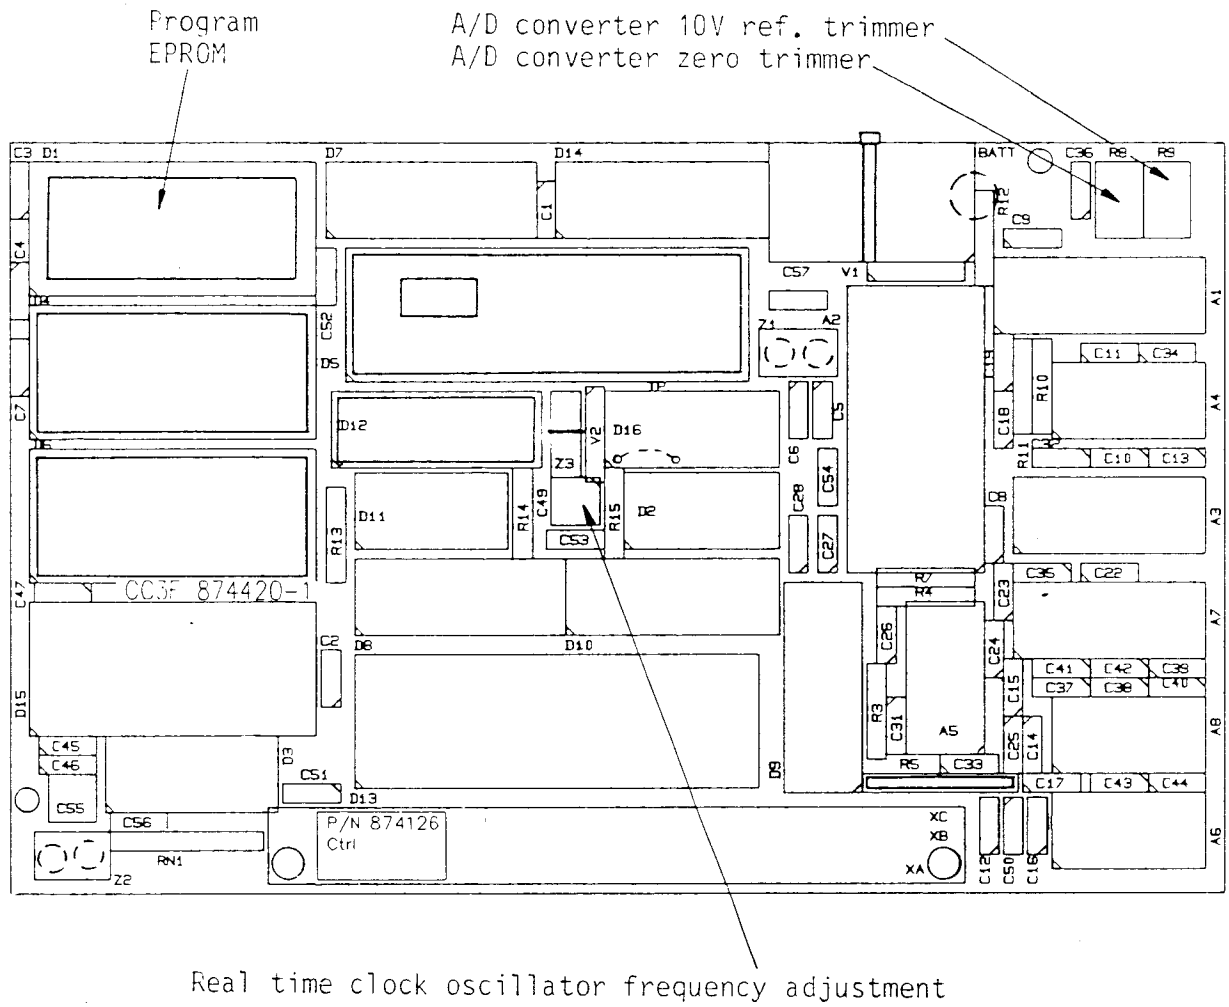 Program
EPROM
A/D converter 10V ref. trimmer
A/D converter zero trimmer
C3 D1
D7
D14
BATT
C36
R8
R9
C1
R12
C9
C4
C57
V1
A1
C52
Z1
A2
D5
C19
C11
C34
R10
A4
C7
C5
D12
V2
D16
C18
C6
R11
C10
C13
Z3
C54
C49
C28
C8
D11
R14
R15
D2
A3
R13
C53
C27
C47
CC3F 874420-1
R7
C35
C22
R4
C23
A7
C2
D8
D10
C26
C24
C41
C42
C39
C37
C38
C40
D15
C15
R3
C31
A5
C25
C14
A8
C45
D3
C46
D9
R5
C33
C51
C17
C43
C44
D13
C55
C56
P/N 874126
Ctrl
XC
XB
XA
RN1
Z2
C12
C50
C16
A6
Real time clock oscillator frequency adjustment